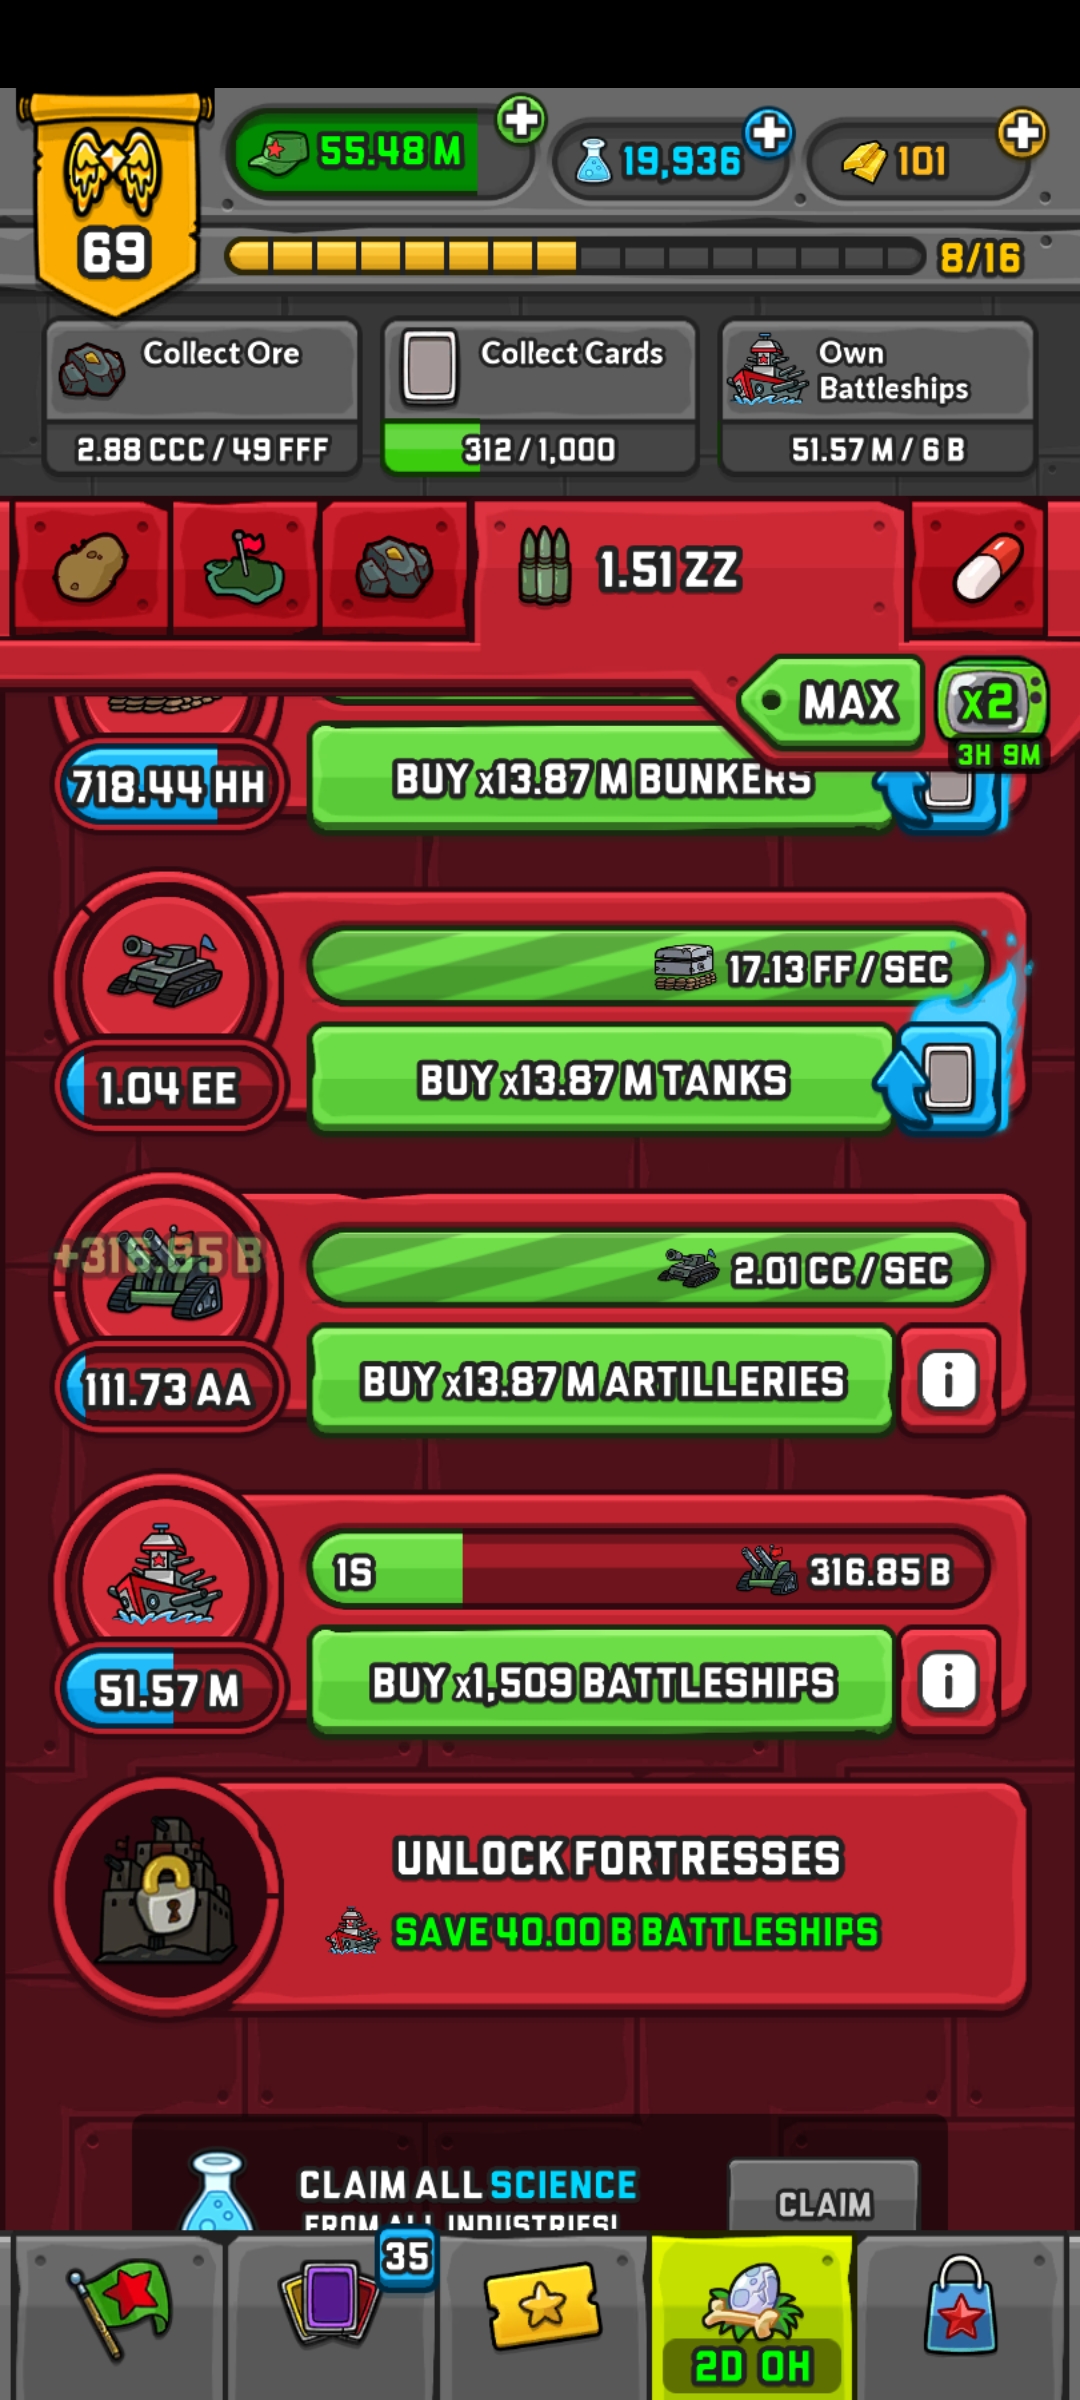 55.48 M
19,936
101
69
8/16
Collect Ore
2.88 CCC / 49 FFF
Collect Cards
312 / 1,000
Own
Battleships
51.57 M / 6 B
1.51 ZZ
MAX
x2
3H 9M
718.44 HH
BUY x13.87 M BUNKERS
17.13 FF / SEC
1.04 EE
BUY x13.87 M TANKS
+316.85 B
2.01 CC / SEC
111.73 AA
BUY x13.87 M ARTILLERIES
i
1S
316.85 B
51.57 M
BUY x1,509 BATTLESHIPS
i
UNLOCK FORTRESSES
SAVE 40.00 B BATTLESHIPS
CLAIM ALL SCIENCE
FROM ALL INDUSTRIES!
CLAIM
35
2D 0H